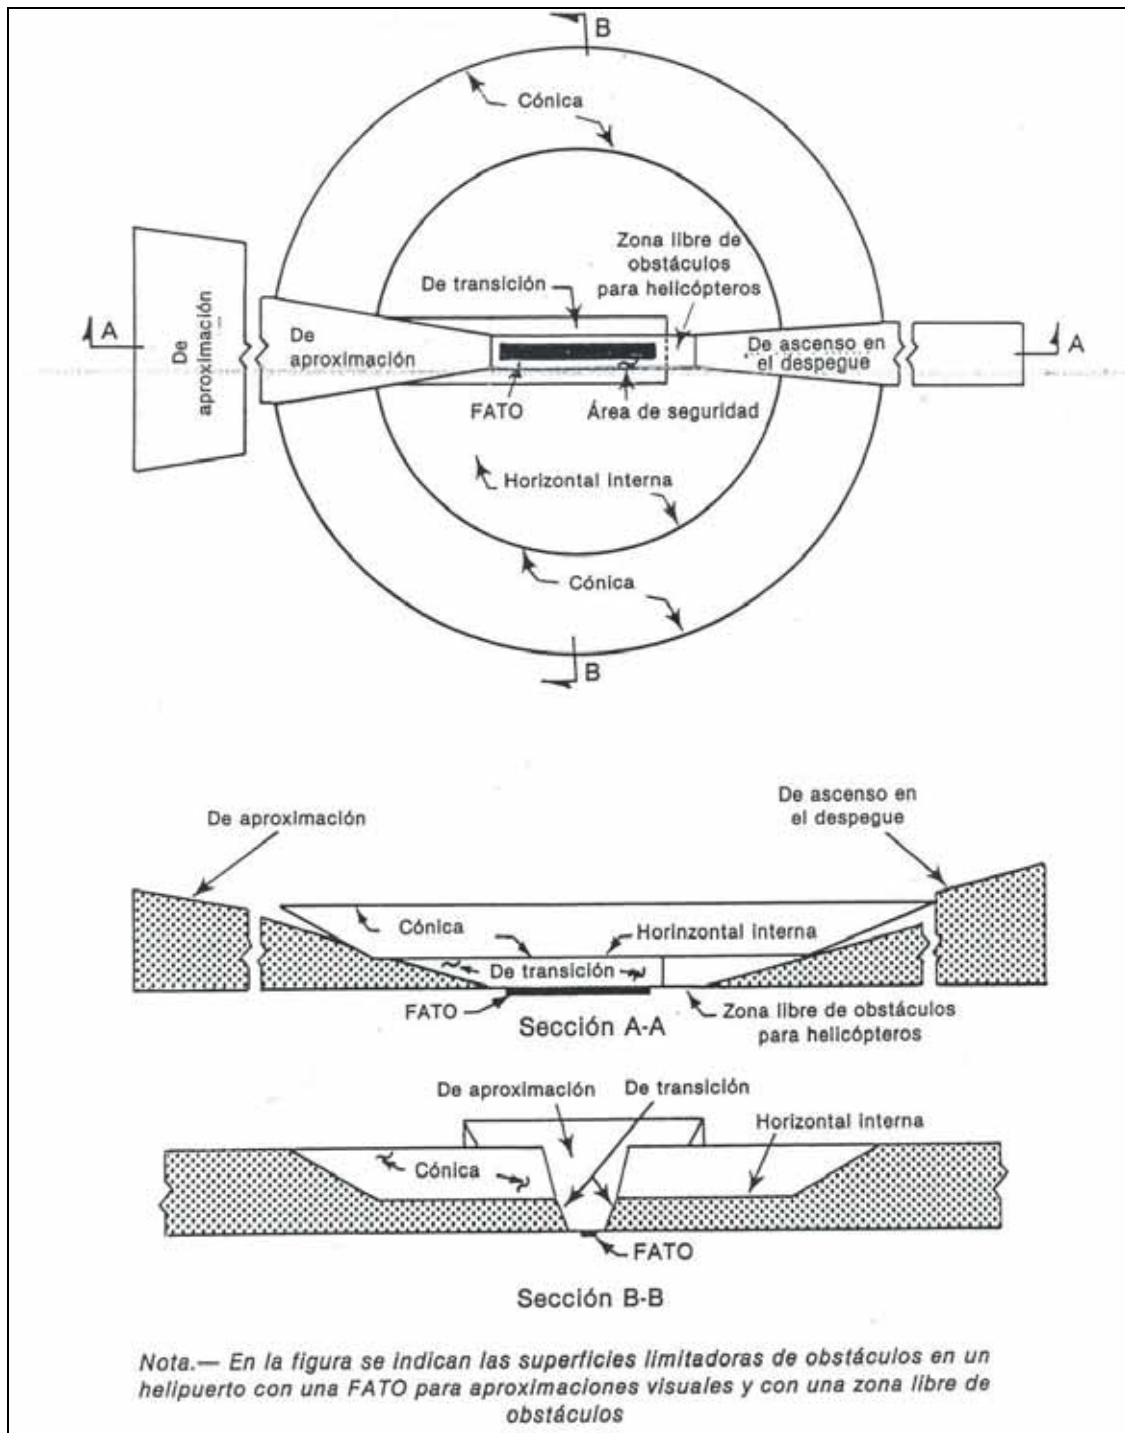 B
Cónica
Zona libre de
obstáculos
para helicópteros
De transición
A
De
aproximación
De
aproximación
De ascenso en
el despegue
A
FATO
Área de seguridad
Horizontal interna
Cónica
B
De aproximación
De ascenso en
el despegue
Cónica
Horinzontal interna
De transición
FATO
Zona libre de obstáculos
para helicópteros
Sección A-A
De aproximación
De transición
Horizontal interna
Cónica
FATO
Sección B-B
Nota.— En la figura se indican las superficies limitadoras de obstáculos en un
helipuerto con una FATO para aproximaciones visuales y con una zona libre de
obstáculos